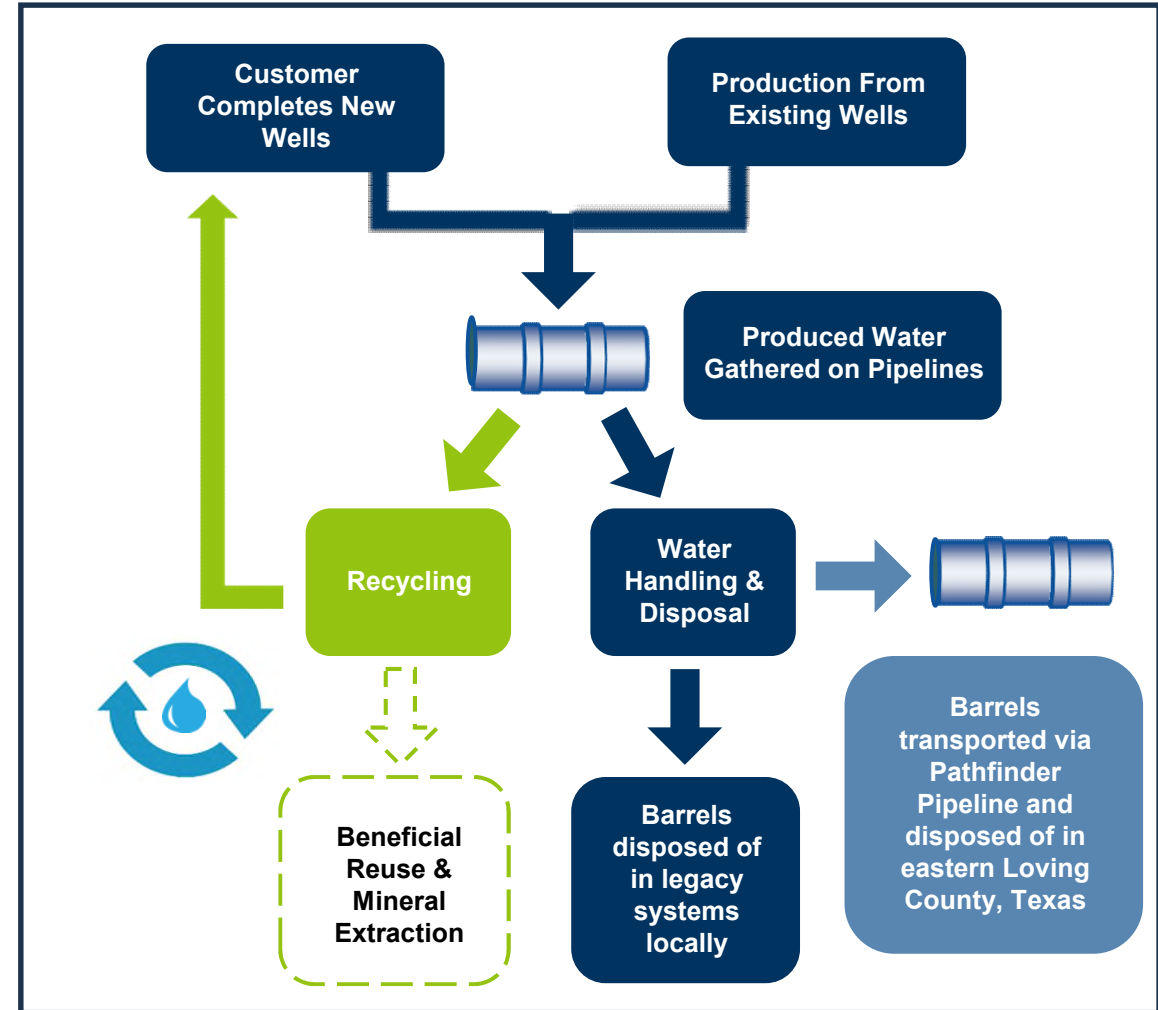 Customer
Completes New
Wells
Production From
Existing Wells
Produced Water
Gathered on Pipelines
Recycling
Water
Handling &
Disposal
Beneficial
Reuse &
Mineral
Extraction
Barrels
disposed of
in legacy
systems
locally
Barrels
transported via
Pathfinder
Pipeline and
disposed of in
eastern Loving
County, Texas